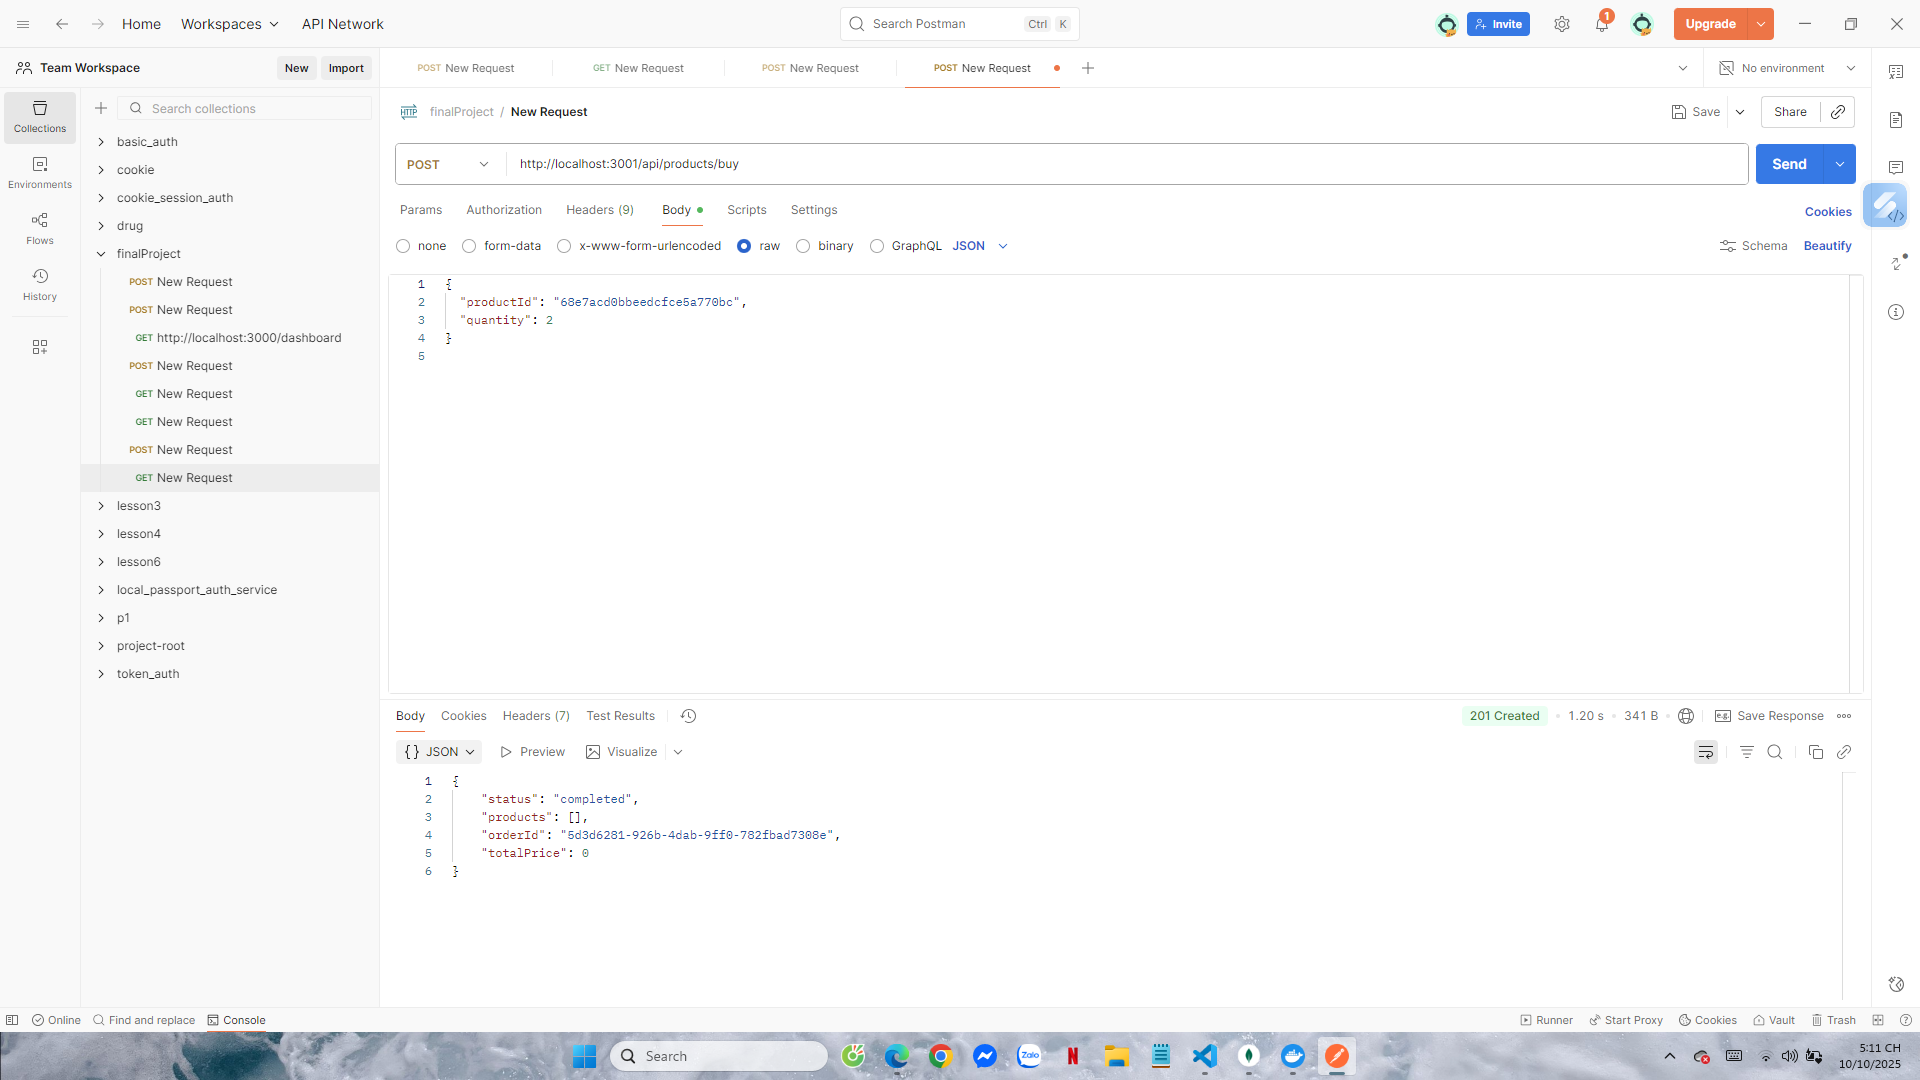 Home
Workspaces
API Network
Search Postman
Ctrl K
Invite
1
Upgrade
Team Workspace
New
Import
POST New Request
GET New Request
POST New Request
POST New Request
No environment
Collections
Environments
Flows
History
Search collections
basic_auth
cookie
cookie_session_auth
drug
finalProject
POST New Request
POST New Request
GET http://localhost:3000/dashboard
POST New Request
GET New Request
GET New Request
POST New Request
GET New Request
lesson3
lesson4
lesson6
local_passport_auth_service
p1
project-root
token_auth
HTTP
finalProject / New Request
Save
Share
POST
http://localhost:3001/api/products/buy
Send
Params
Authorization
Headers (9)
Body
Scripts
Settings
Cookies
none
form-data
x-www-form-urlencoded
raw
binary
GraphQL
JSON
Schema
Beautify
1 {
2 "productId": "68e7acd0bbeedcfce5a770bc",
3 "quantity": 2
4 }
5
Body
Cookies
Headers (7)
Test Results
201 Created
1.20 s
341 B
e.g.
Save Response
{} JSON
Preview
Visualize
1 {
2 "status": "completed",
3 "products": [],
4 "orderId": "5d3d6281-926b-4dab-9ff0-782fbad7308e",
5 "totalPrice": 0
6 }
Online
Find and replace
Console
Runner
Start Proxy
Cookies
Vault
Trash
Search
Zalo
N
5:11 CH
10/10/2025